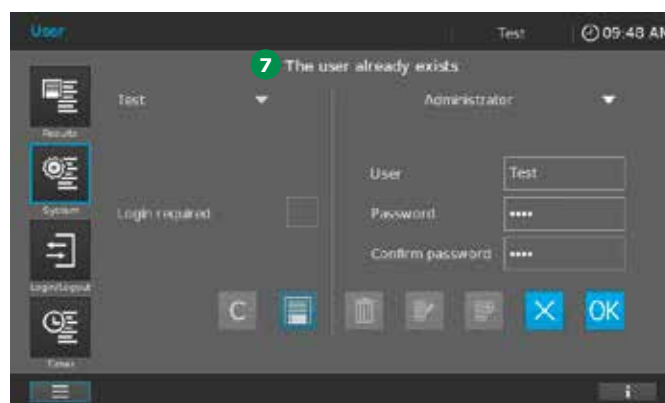 User
Test
09:48 AM
7 The user already exists
Test
Administrator
Results
User
Test
System
Login required
Password
••••
Confirm password
••••
Login/Logout
C
OK
Timer
i